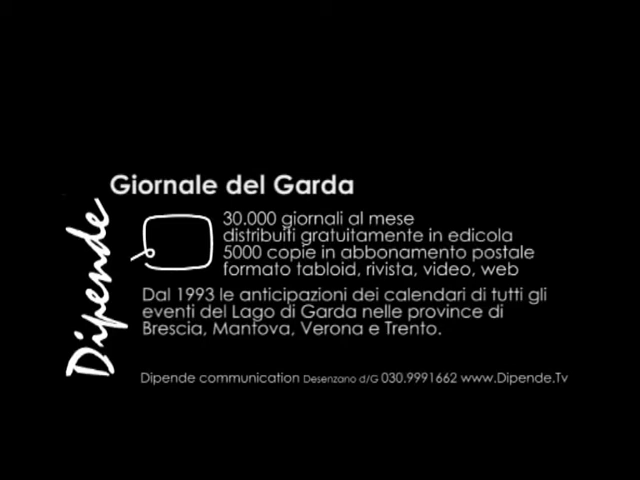 Giornale del Garda
Dipende
30.000 giornali al mese
distribuiti gratuitamente in edicola
5000 copie in abbonamento postale
formato tabloid, rivista, video, web
Dal 1993 le anticipazioni dei calendari di tutti gli
eventi del Lago di Garda nelle province di
Brescia, Mantova, Verona e Trento.
Dipende communication Desenzano d/G 030.9991662 www.Dipende.Tv